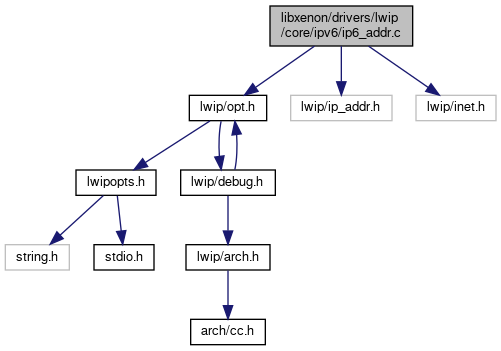 libxenon/drivers/lwip
/core/ipv6/ip6_addr.c
lwip/opt.h
lwip/ip_addr.h
lwip/inet.h
lwipopts.h
lwip/debug.h
string.h
stdio.h
lwip/arch.h
arch/cc.h